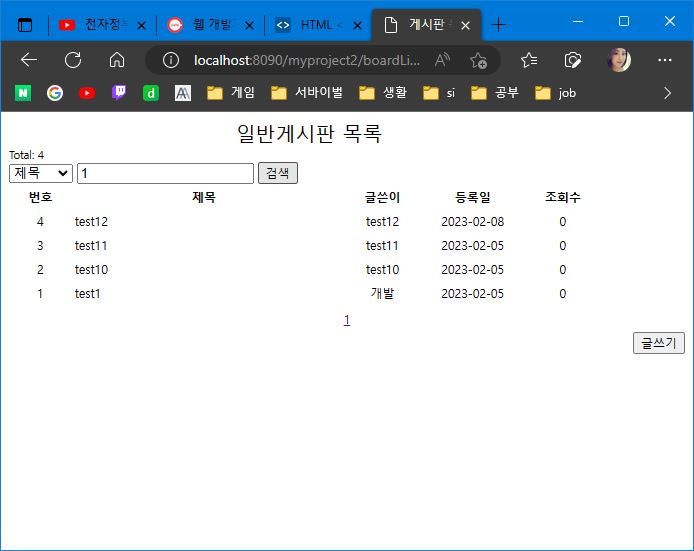 전자정
웹 개발
HTML
게시판
localhost:8090/myproject2/boardLi...
게임 서바이벌 생활 si 공부 job
일반게시판 목록
Total: 4
제목 1 검색
번호 제목 글쓴이 등록일 조회수
4 test12 test12 2023-02-08 0
3 test11 test11 2023-02-05 0
2 test10 test10 2023-02-05 0
1 test1 개발 2023-02-05 0
1
글쓰기